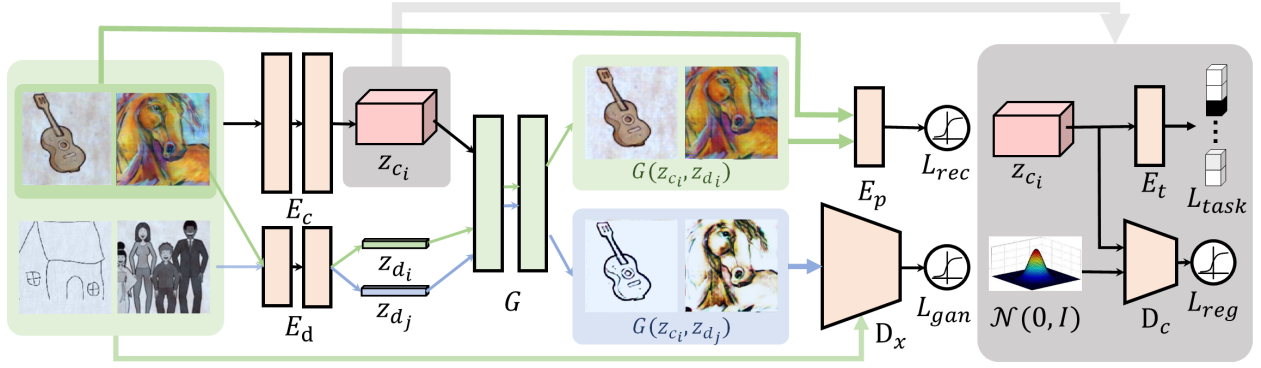 E_c
z_{c_i}
E_d
z_{d_i}
z_{d_j}
G
G(z_{c_i}, z_{d_i})
G(z_{c_i}, z_{d_j})
E_p
L_{rec}
D_x
L_{gan}
z_{c_i}
E_t
L_{task}
𝒩(0, I)
D_c
L_{reg}